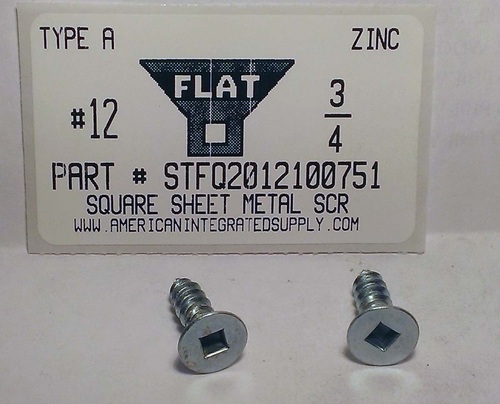 TYPE A
ZINC
FLAT
#12
3/4
PART # STFQ2012100751
SQUARE SHEET METAL SCR
WWW.AMERICANINTEGRATEDSUPPLY.COM